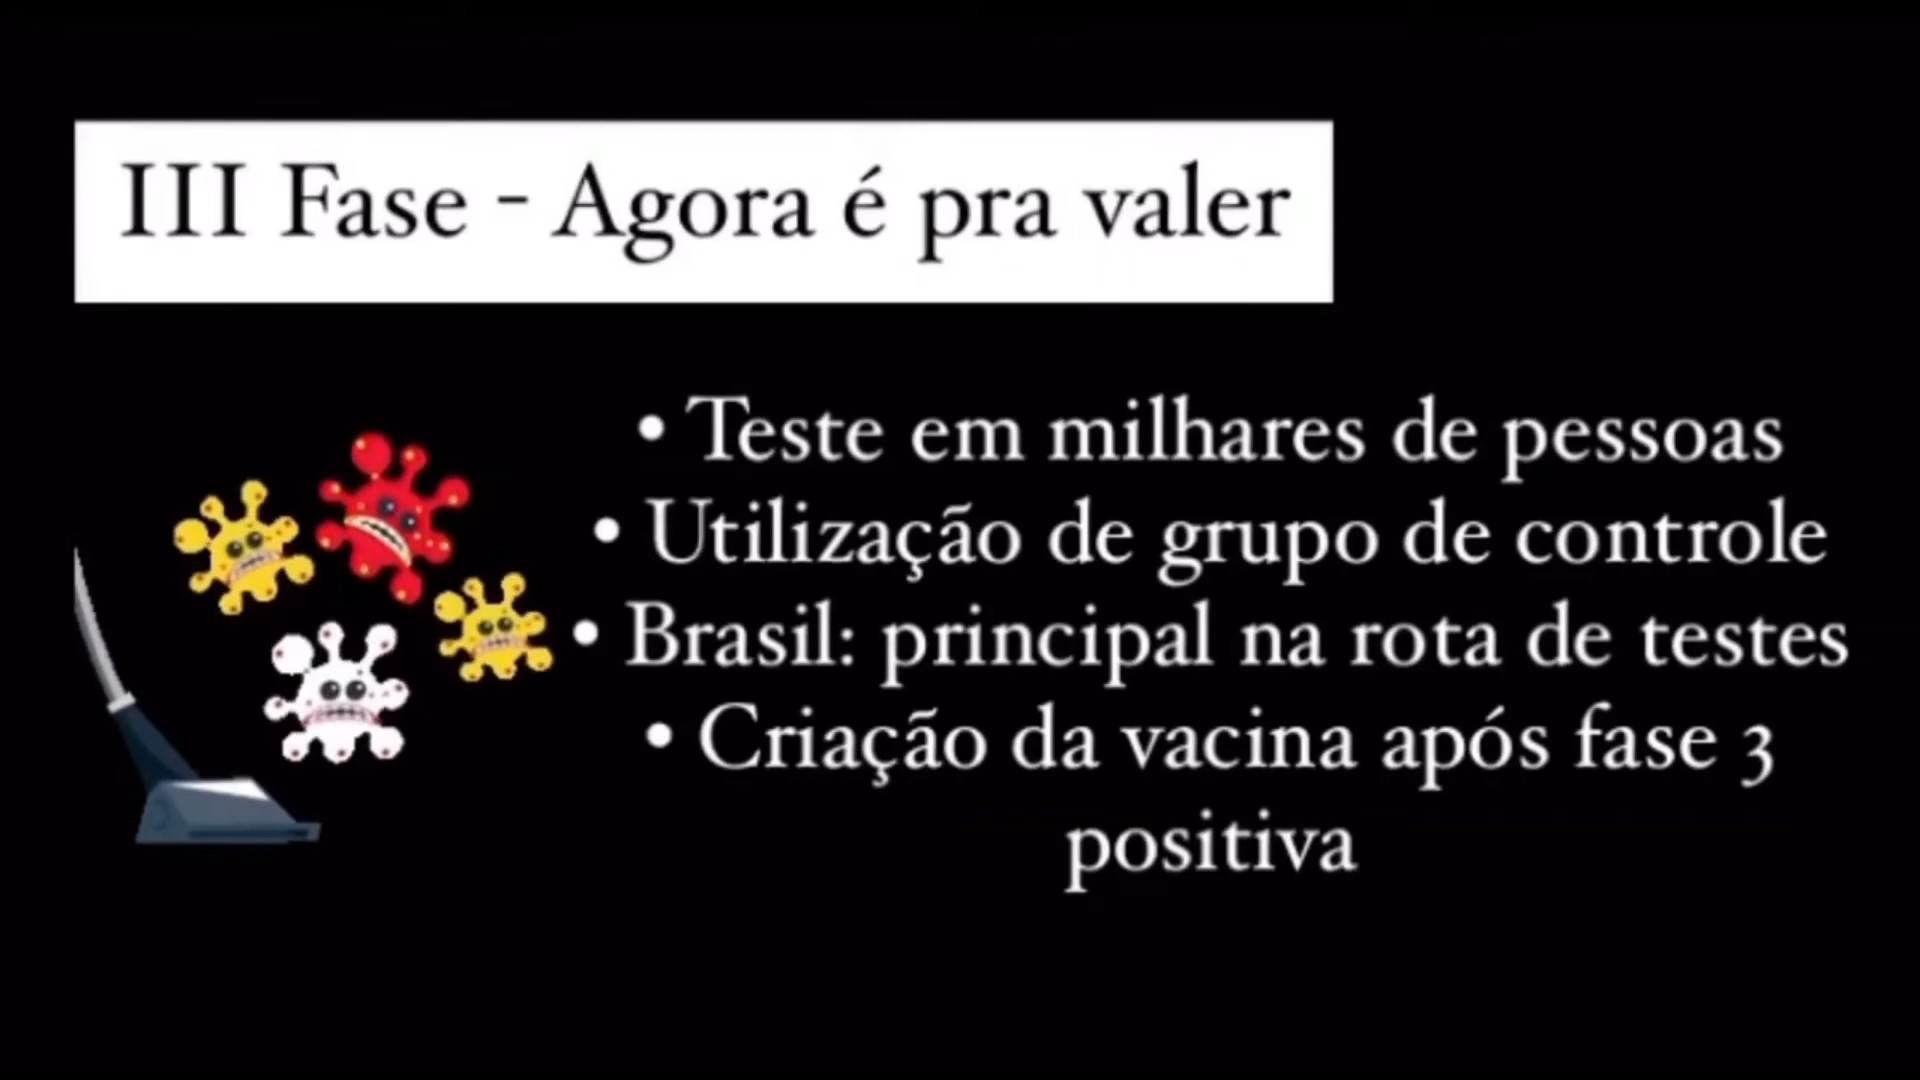 III Fase - Agora é pra valer
• Teste em milhares de pessoas
• Utilização de grupo de controle
• Brasil: principal na rota de testes
• Criação da vacina após fase 3
positiva